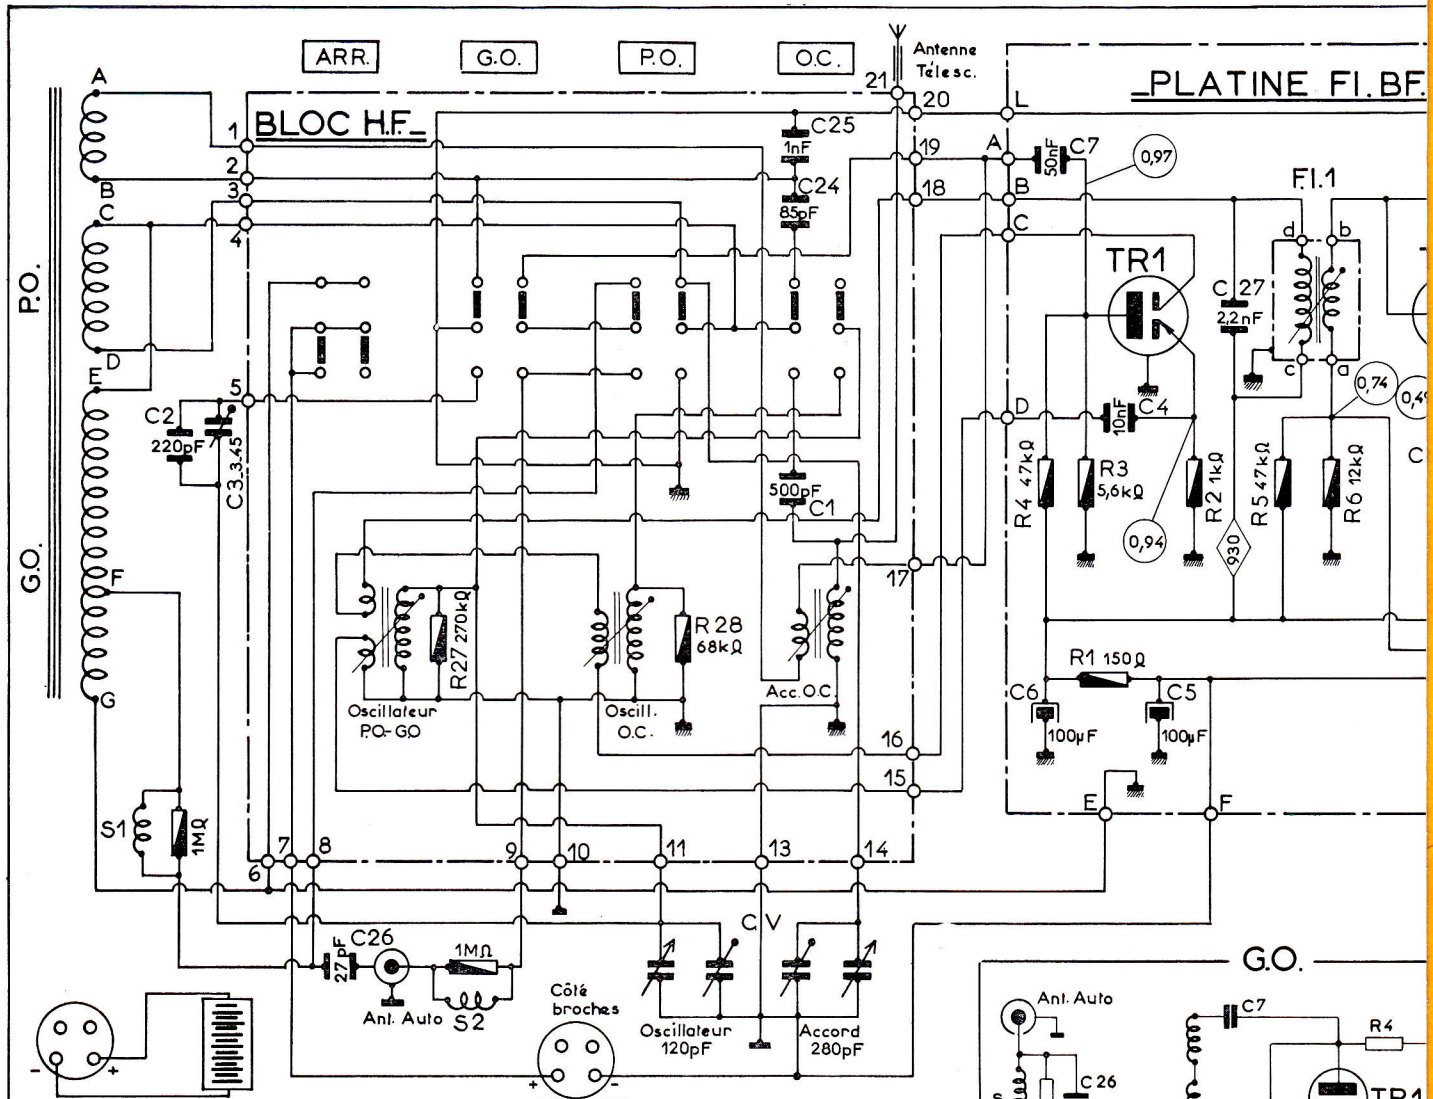 ARR. G.O. P.O. O.C.
Antenne
Télesc.
BLOC H.F.
PLATINE FI. BF.
21
20 L
A
1
2
B
3
C
4
C25
1nF
C24
85pF
19 A
18 B
C
C7
50nF
0,97
F.I.1
d b
TR1
C 27
2,2nF
c a
0,74
P.O.
D
E
5
C2
220pF
C3_3.45
D
10nF
C4
500pF
C1
R4 47kΩ
R3
5,6kΩ
R2 1kΩ
R5 47kΩ
R6 12kΩ
C
0,94
930
G.O.
F
17
R27 270kΩ
R 28
68kΩ
Acc. O.C.
Oscillateur
P.O-GO
Oscill.
O.C.
G
R1 150Ω
C6
100µF
C5
100µF
16
15
E F
S1
1MΩ
6 7 8 9 10 11 13 14
C26
27pF
1MΩ
Ant. Auto
S2
Côté
broches
C V
Oscillateur
120pF
Accord
280pF
- +
+ -
G.O.
Ant. Auto
C7
R4
C 26
S
TR1